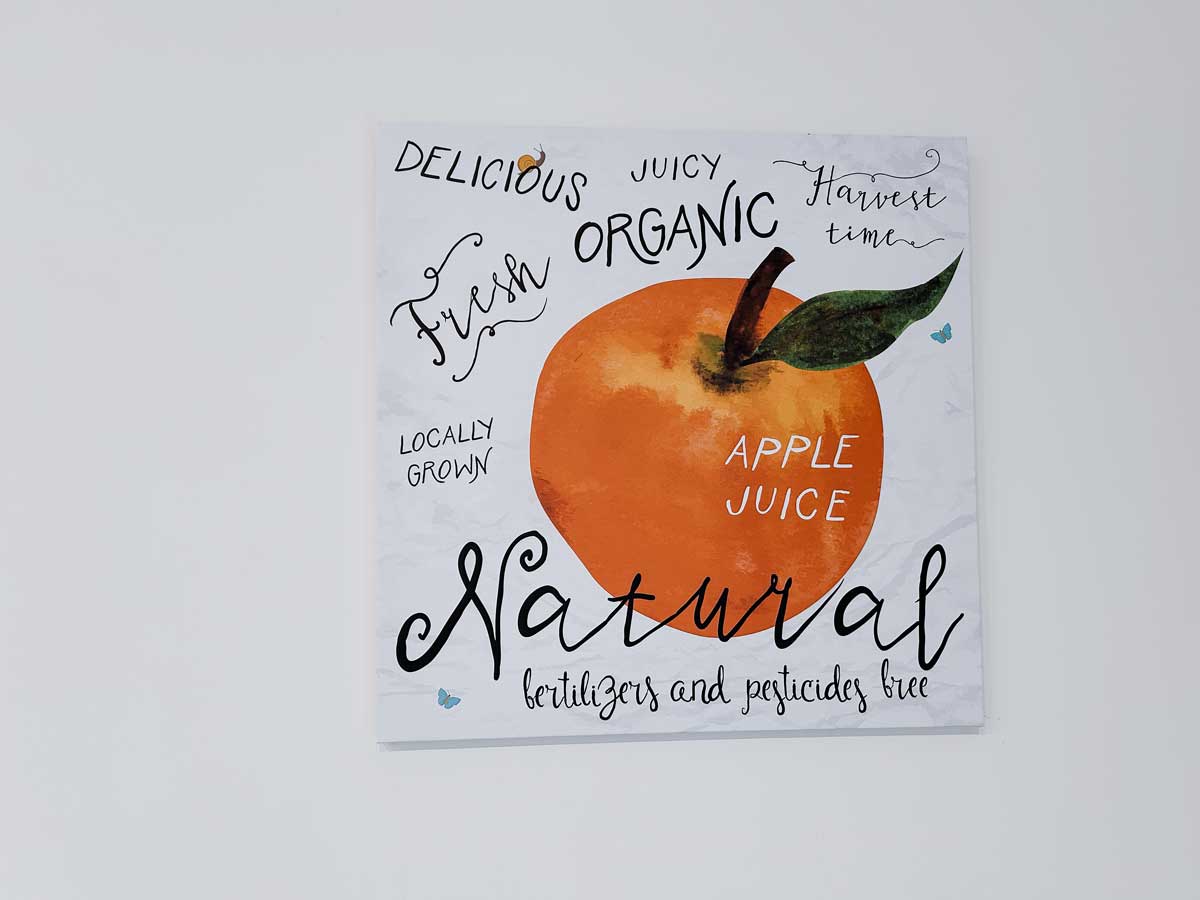 DELICIOUS
JUICY
Harvest
time
ORGANIC
Fresh
LOCALLY
GROWN
APPLE
JUICE
Natural
fertilizers and pesticides free